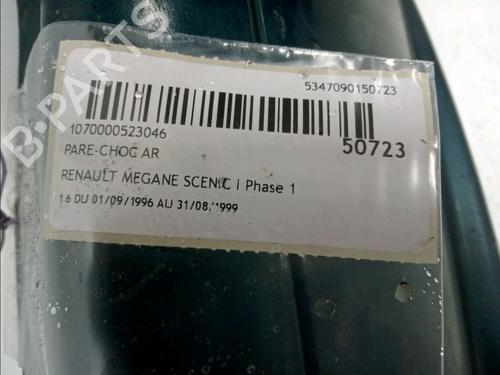 5347090150723
1070000523046
50723
PARE-CHOC AR
RENAULT MEGANE SCENIC I Phase 1
1.6 DU 01/09/1996 AU 31/08/1999
B-PARTS